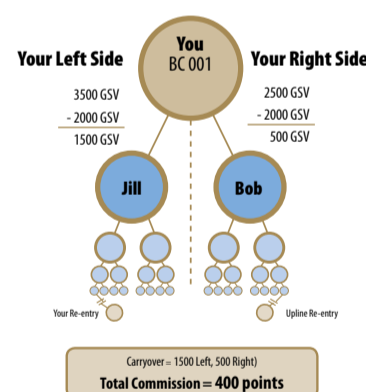 You
BC 001
Your Left Side
3500 GSV
- 2000 GSV
1500 GSV
Your Right Side
2500 GSV
- 2000 GSV
500 GSV
Jill
Bob
Your Re-entry
Upline Re-entry
Carryover = 1500 Left, 500 Right)
Total Commission = 400 points